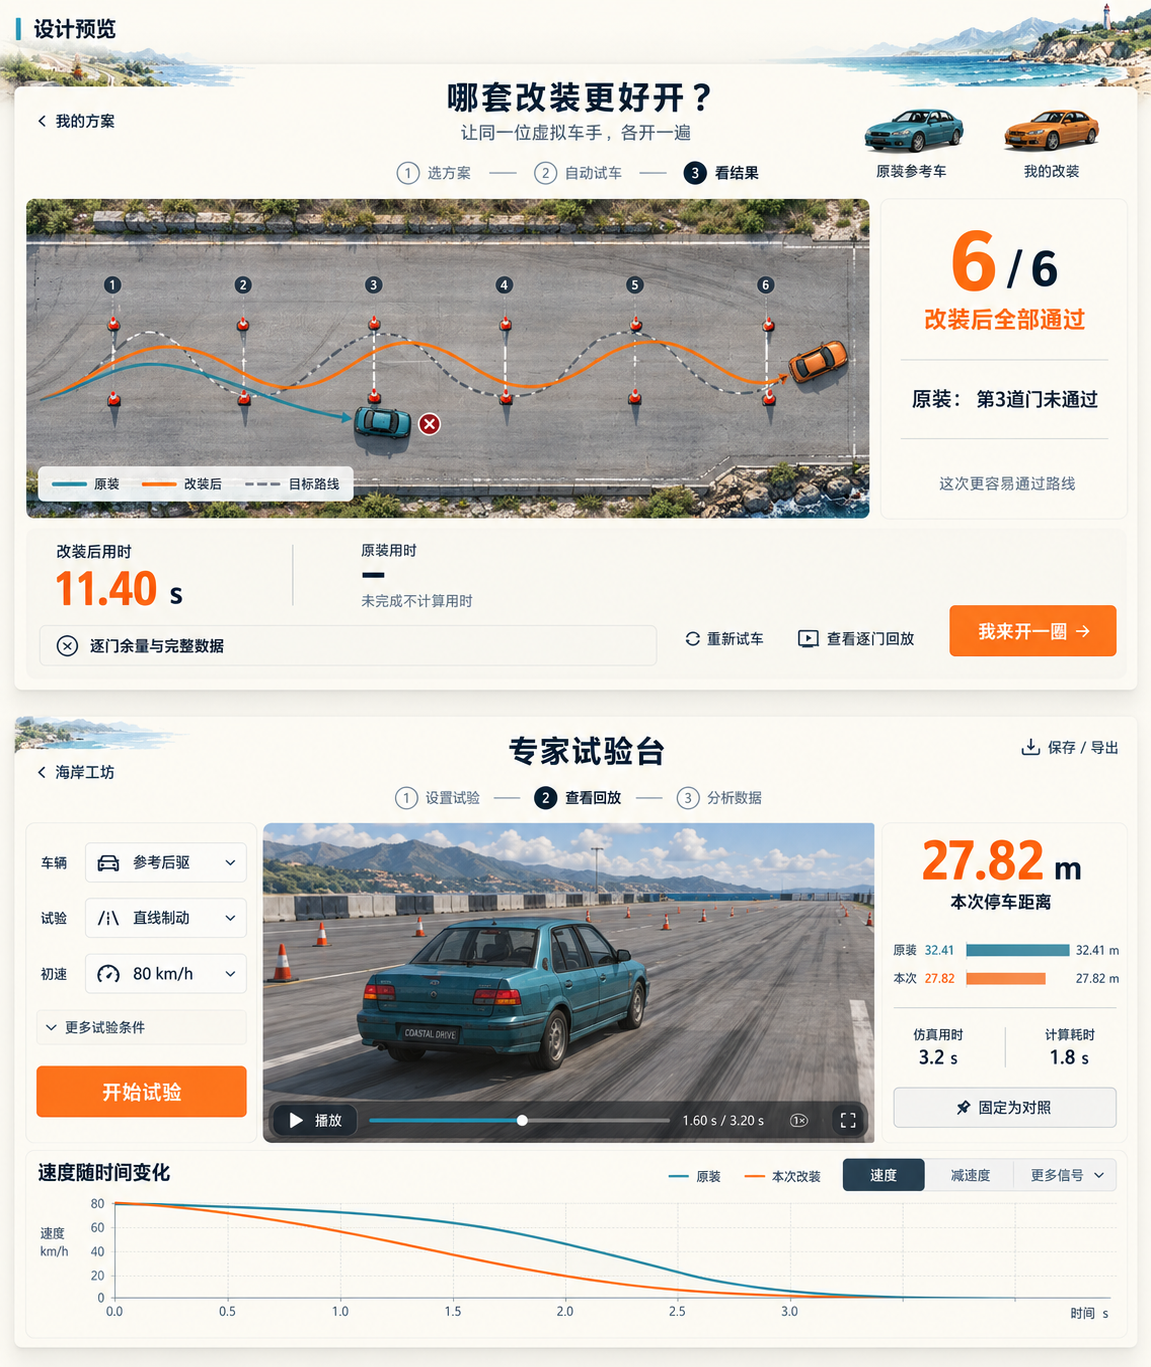 设计预览
哪套改装更好开？
我的方案
让同一位虚拟车手，各开一遍
1 选方案 2 自动试车 3 看结果
原装参考车 我的改装
1 2 3 4 5 6
原装 改装后 目标路线
6 / 6
改装后全部通过
原装： 第3道门未通过
这次更容易通过路线
改装后用时
11.40 s
原装用时
—
未完成不计算用时
逐门余量与完整数据
重新试车
查看逐门回放
我来开一圈 →
专家试验台
保存 / 导出
海岸工坊
1 设置试验 2 查看回放 3 分析数据
车辆 参考后驱
试验 直线制动
初速 80 km/h
更多试验条件
开始试验
COASTAL DRIVE
播放 1.60 s / 3.20 s 1×
27.82 m
本次停车距离
原装 32.41 32.41 m
本次 27.82 27.82 m
仿真用时 计算耗时
3.2 s 1.8 s
固定为对照
速度随时间变化
原装 本次改装 速度 减速度 更多信号
速度
km/h
80
60
40
20
0
0.0 0.5 1.0 1.5 2.0 2.5 3.0 时间 s